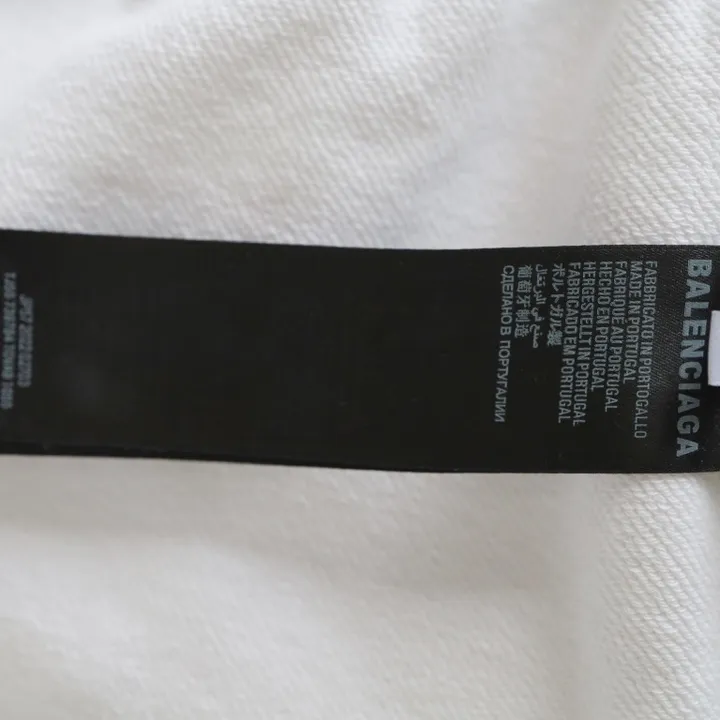 BALENCIAGA
FABBRICATO IN PORTOGALLO
MADE IN PORTUGAL
FABRIQUE AU PORTUGAL
HECHO EN PORTUGAL
HERGESTELLT IN PORTUGAL
FABRICADO EM PORTUGAL
ポルトガル製
صنع في البرتغال
葡萄牙制造
СДЕЛАНО В ПОРТУГАЛИИ